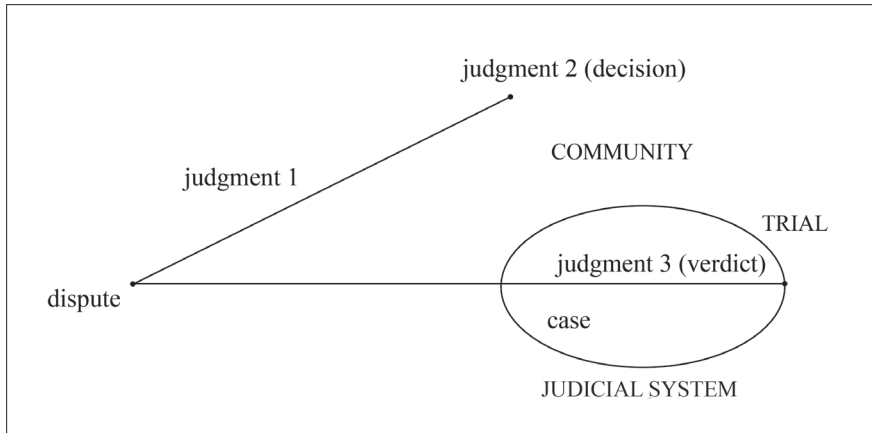 judgment 2 (decision)
COMMUNITY
judgment 1
TRIAL
judgment 3 (verdict)
dispute
case
JUDICIAL SYSTEM